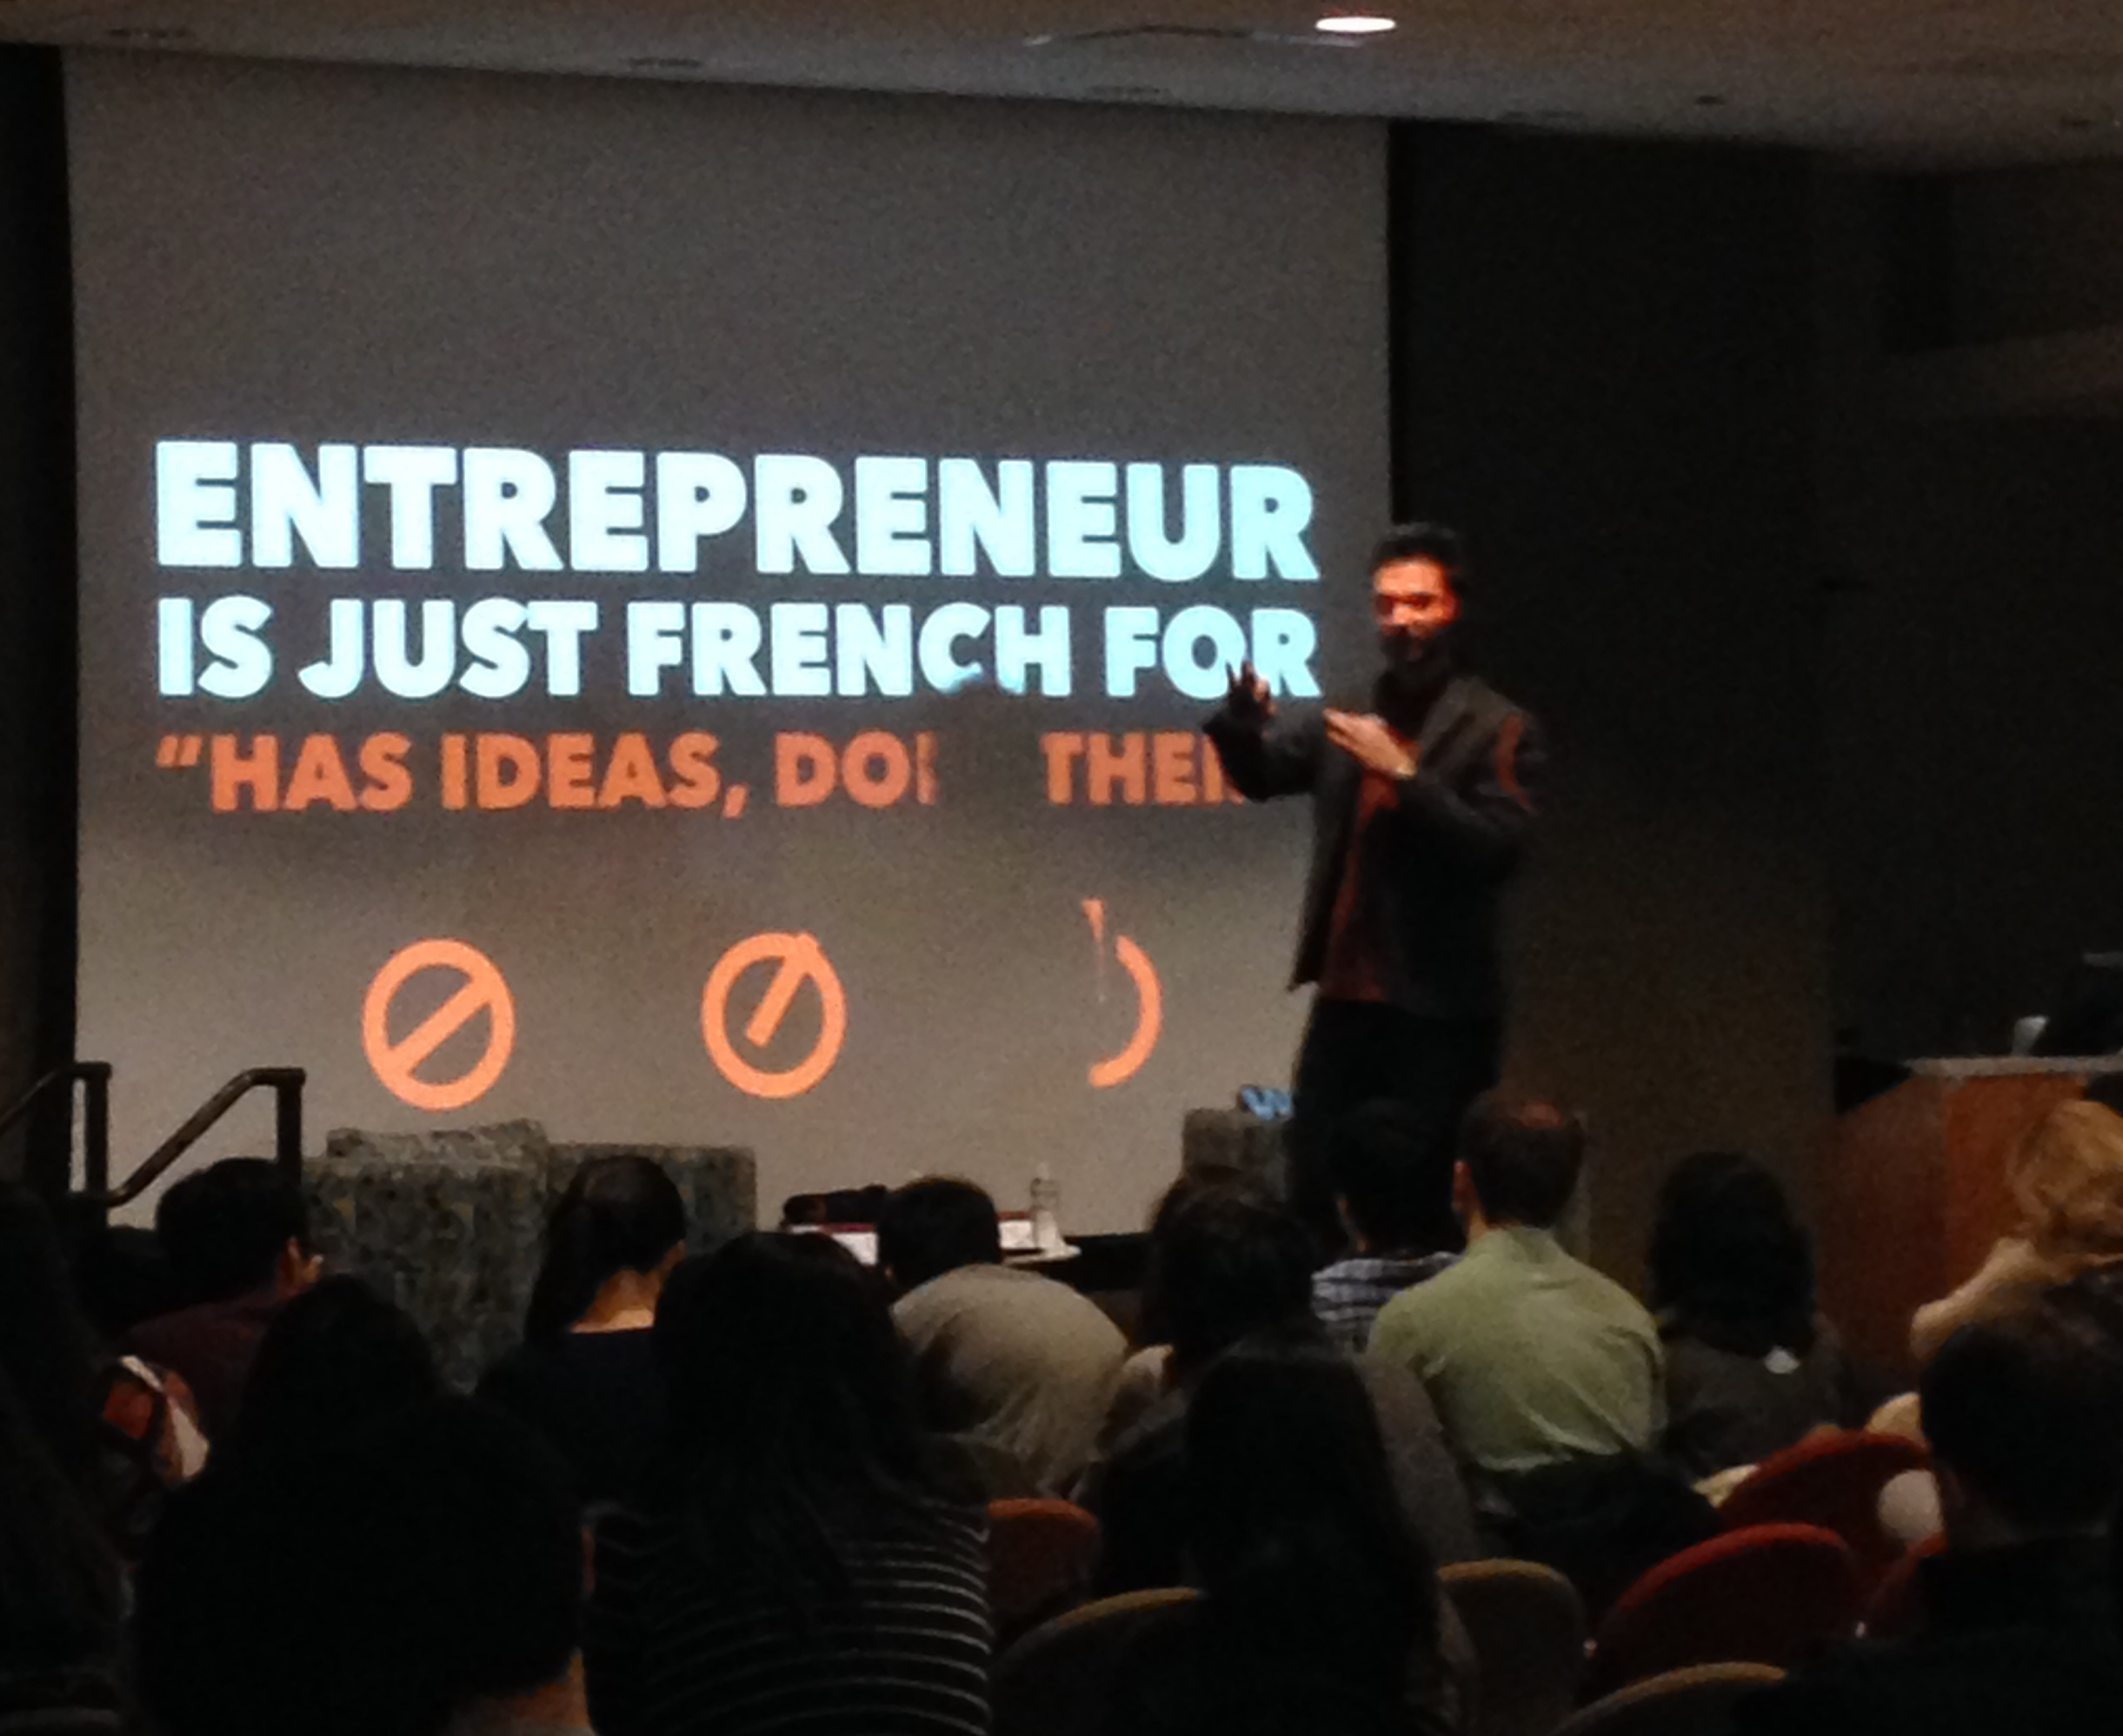 ENTREPRENEUR
IS JUST FRENCH FOR
“HAS IDEAS,